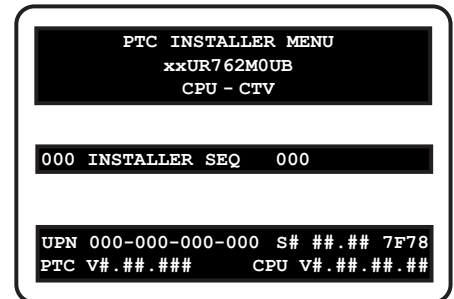 PTC INSTALLER MENU
xxUR762M0UB
CPU - CTV
000 INSTALLER SEQ 000
UPN 000-000-000-000 S# ##.## 7F78
PTC V#.##.### CPU V#.##.##.##